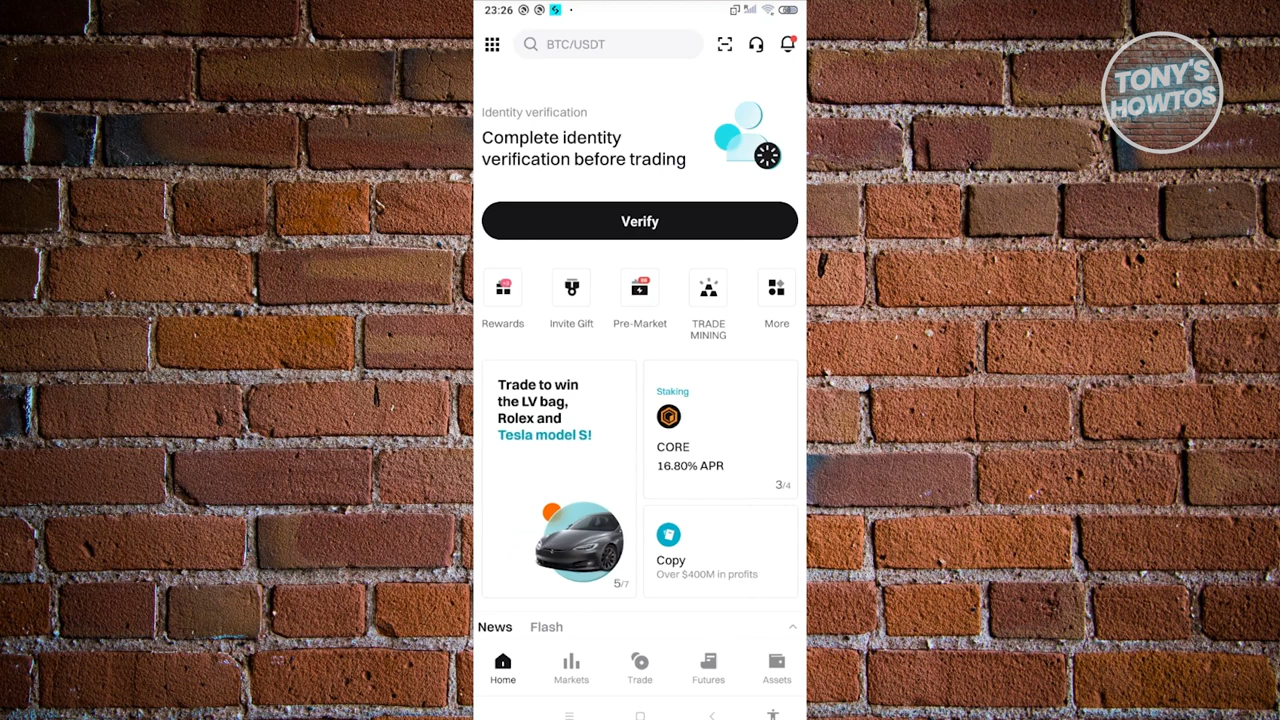 23:26
BTC/USDT
TONY'S
HOWTOS
Identity verification
Complete identity
verification before trading
Verify
Rewards
Invite Gift
Pre-Market
TRADE
MINING
More
Trade to win
the LV bag,
Rolex and
Tesla model S!
5/7
Staking
CORE
16.80% APR
3/4
Copy
Over $400M in profits
News Flash
Home
Markets
Trade
Futures
Assets